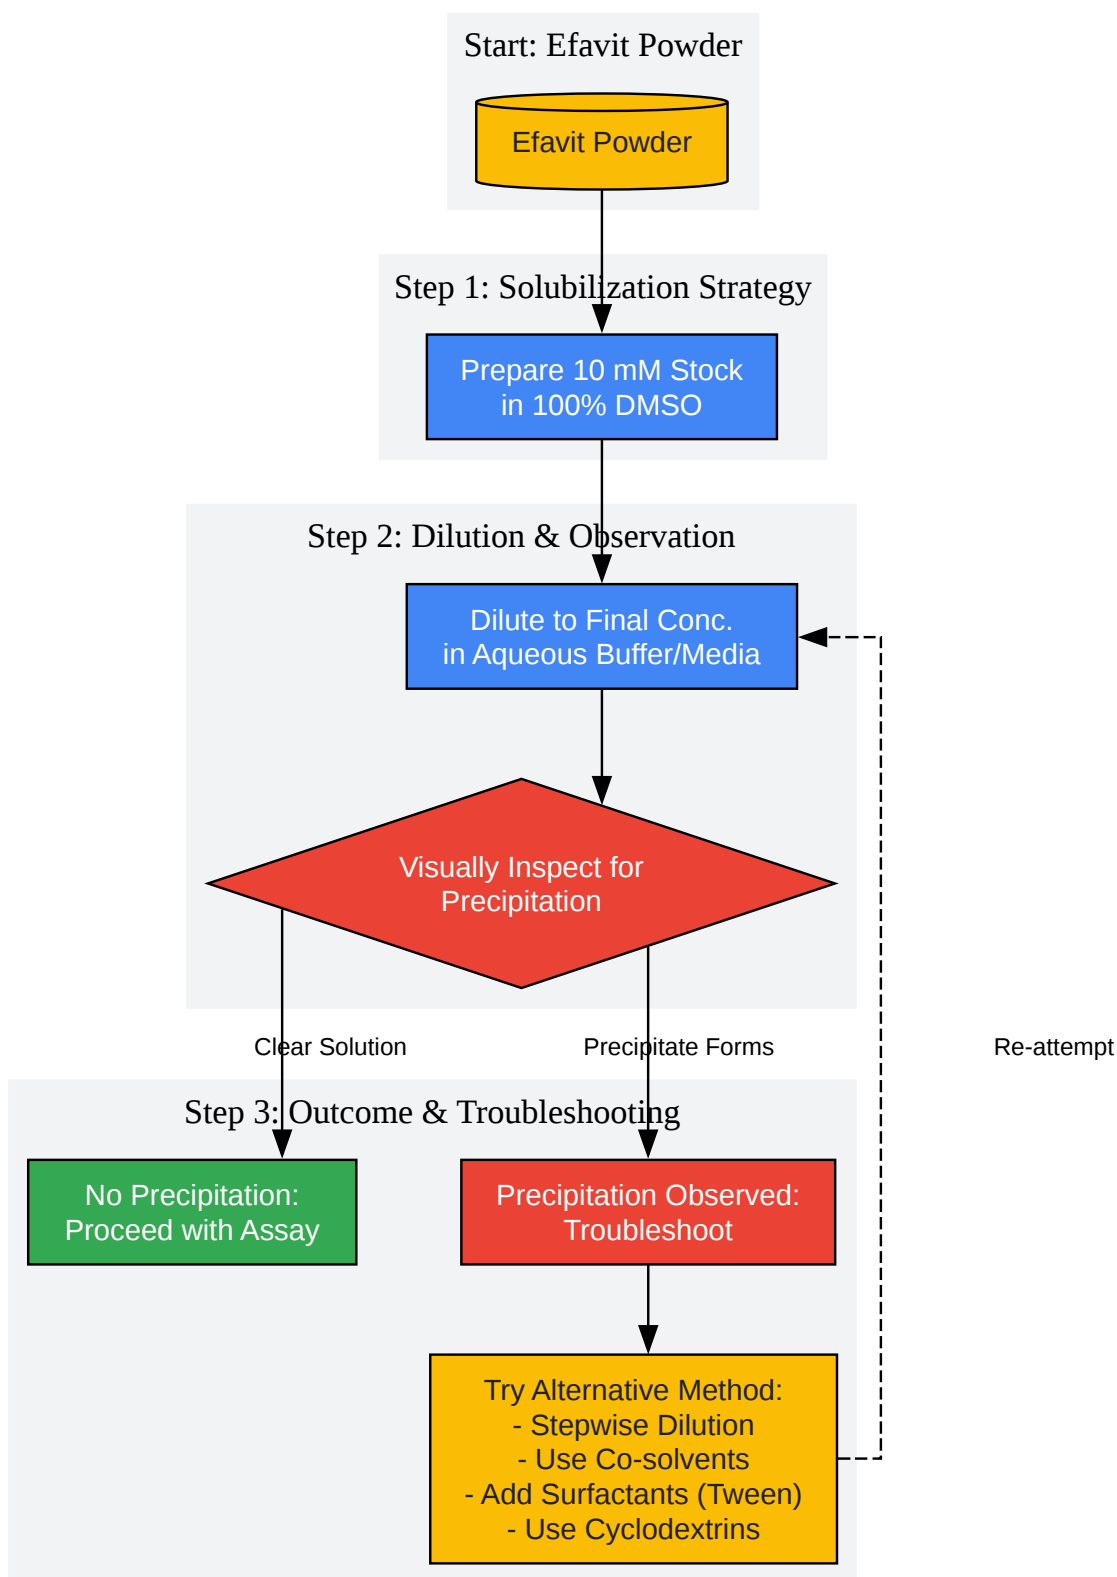 Start: Efavit Powder
Efavit Powder
Step 1: Solubilization Strategy
Prepare 10 mM Stock
in 100% DMSO
Step 2: Dilution & Observation
Dilute to Final Conc.
in Aqueous Buffer/Media
Visually Inspect for
Precipitation
Clear Solution
Precipitate Forms
Re-attempt
Step 3: Outcome & Troubleshooting
No Precipitation:
Proceed with Assay
Precipitation Observed:
Troubleshoot
Try Alternative Method:
- Stepwise Dilution
- Use Co-solvents
- Add Surfactants (Tween)
- Use Cyclodextrins